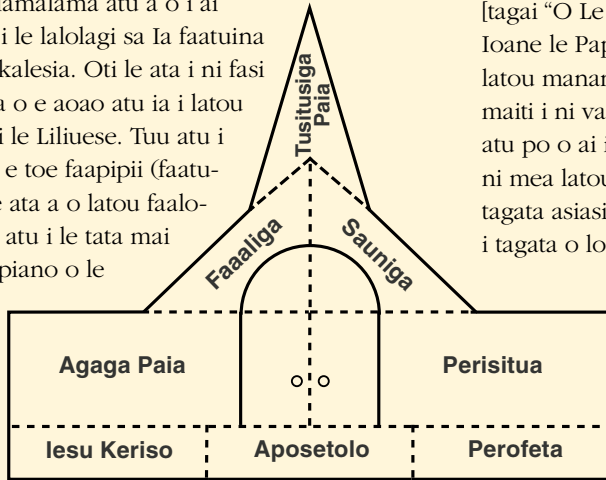 amalama atu a o i ai
i le lalolagi sa Ia faatuina
kalesia. Oti le ata i ni fasi
a o e aoao atu ia i latou
i le Liliuese. Tuu atu i
e toe faapipii (faatu-
ata a o latou faalo-
atu i le tata mai
piano o le
[tagai “O Le
Ioane le Pap
latou manan
maiti i ni va
atu po o ai i
ni mea latou
tagata asiasi
i tagata o lo
Tusitusiga
Paia
Faaaliga
Sauniga
Agaga Paia
Perisitua
Iesu Keriso
Aposetolo
Perofeta